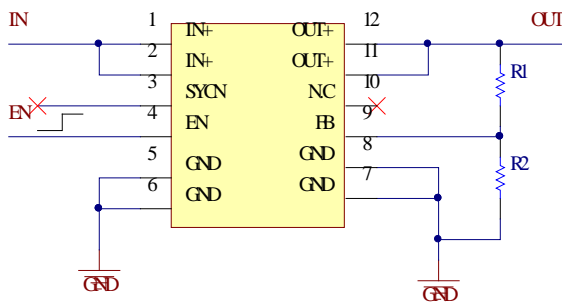 IN 1 IN+ OUT+ 12 OUT
2 IN+ OUT+ 11
3 SYCN N.C 10 R1
EN 4 EN FB 9
5 GND GND 8 R2
6 GND GND 7
GND GND